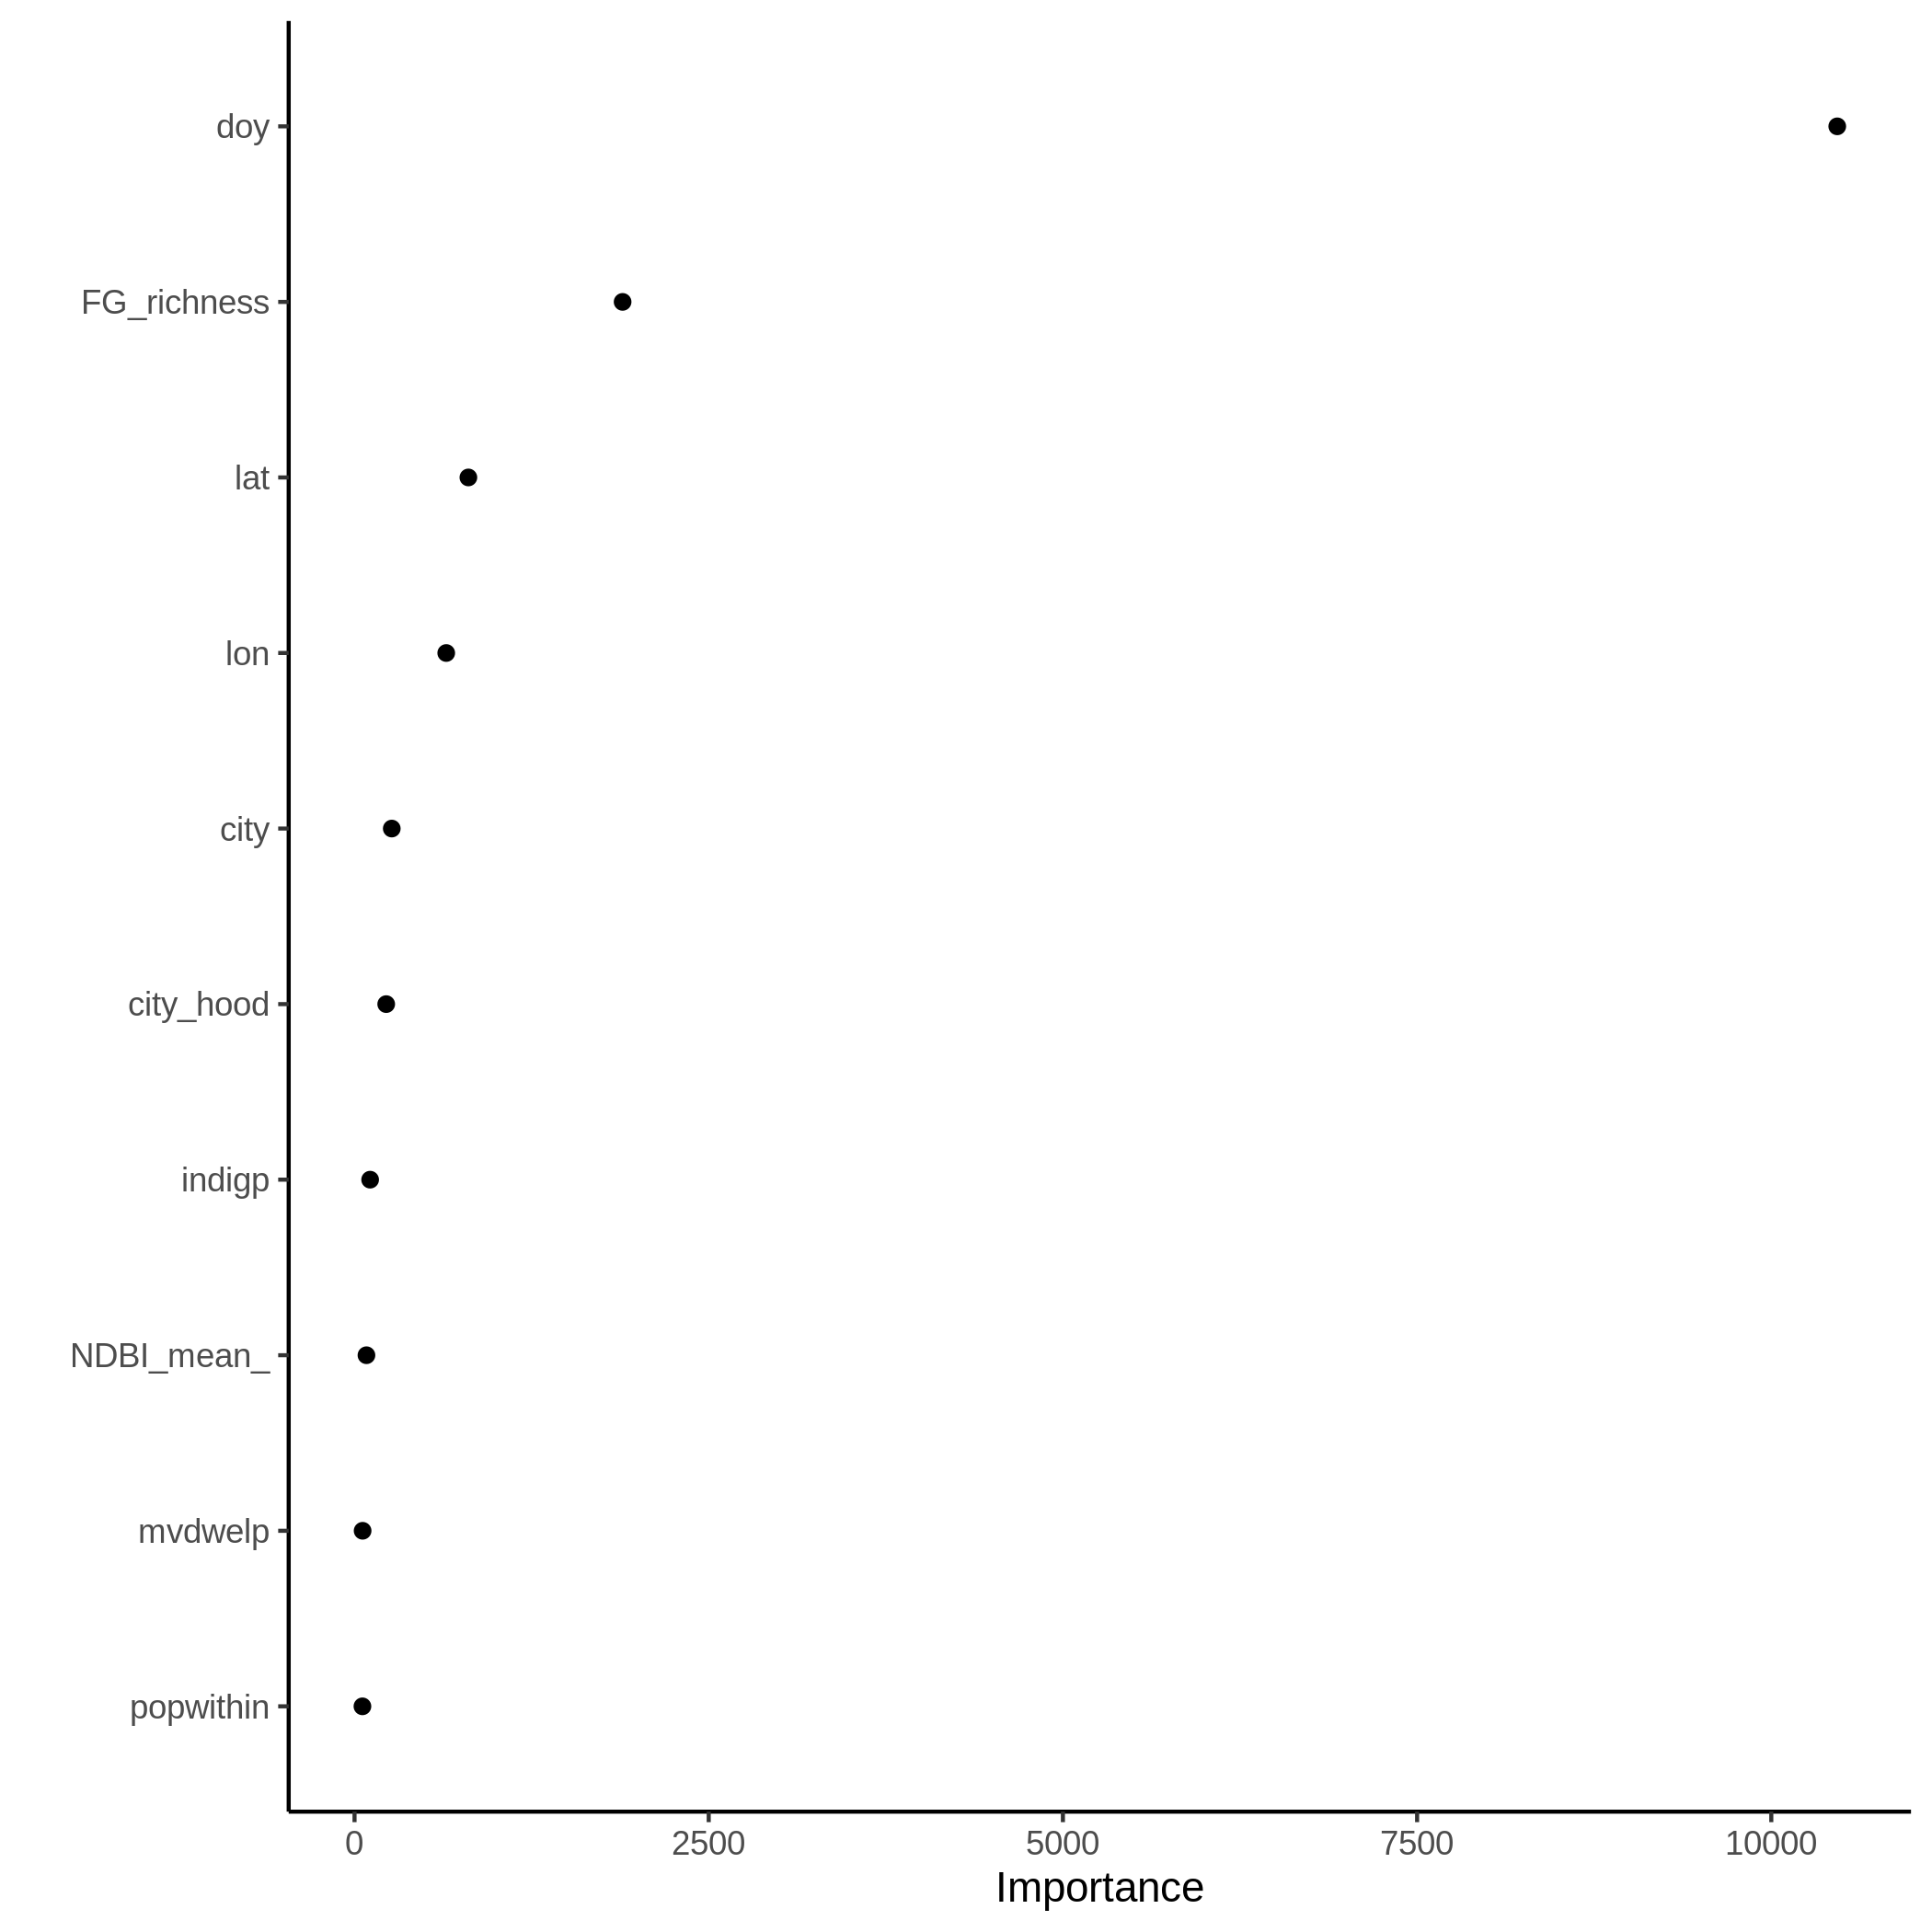 doy
FG_richness
lat
lon
city
city_hood
indigp
NDBI_mean_
mvdwelp
popwithin
0 2500 5000 7500 10000
Importance